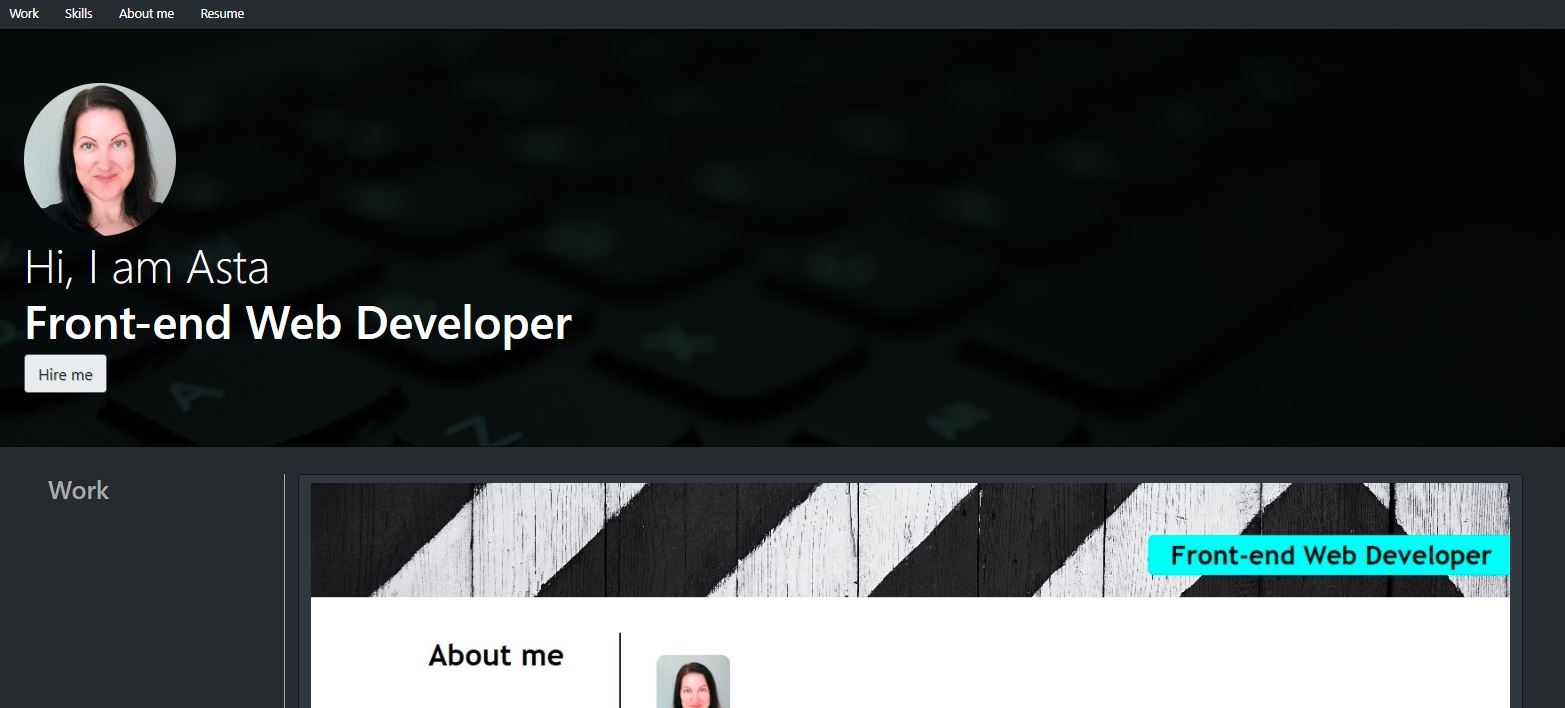 Work Skills About me Resume
Hi, I am Asta
Front-end Web Developer
Hire me
A
Z
Work
Front-end Web Developer
About me